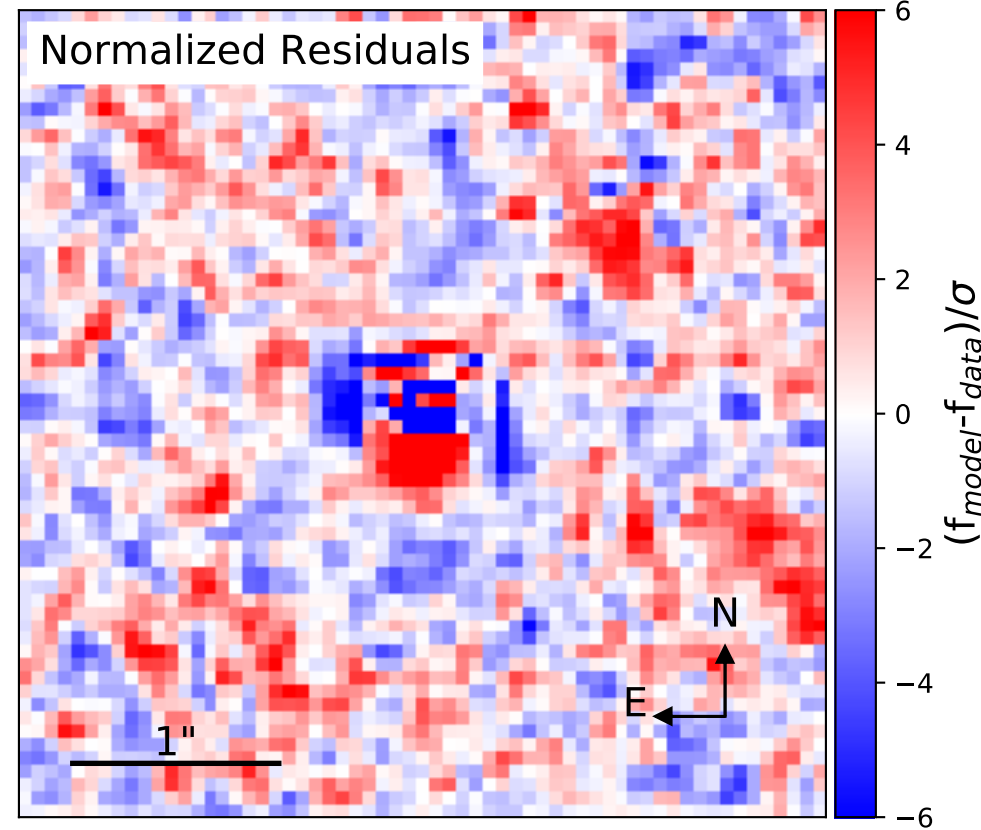 Normalized Residuals
6
4
2
0
−2
−4
−6
(f_model-f_data)/σ
N
E
1"